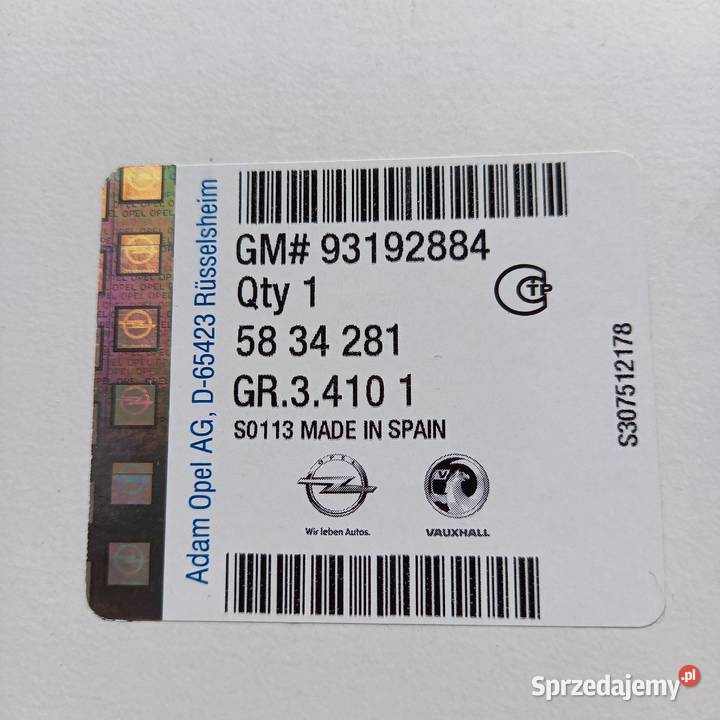 Adam Opel AG, D-65423 Rüsselsheim
GM# 93192884
Qty 1
58 34 281
GR.3.410 1
S0113 MADE IN SPAIN
OPEL
Wir leben Autos.
VAUXHALL
S307512178
Sprzedajemy.pl